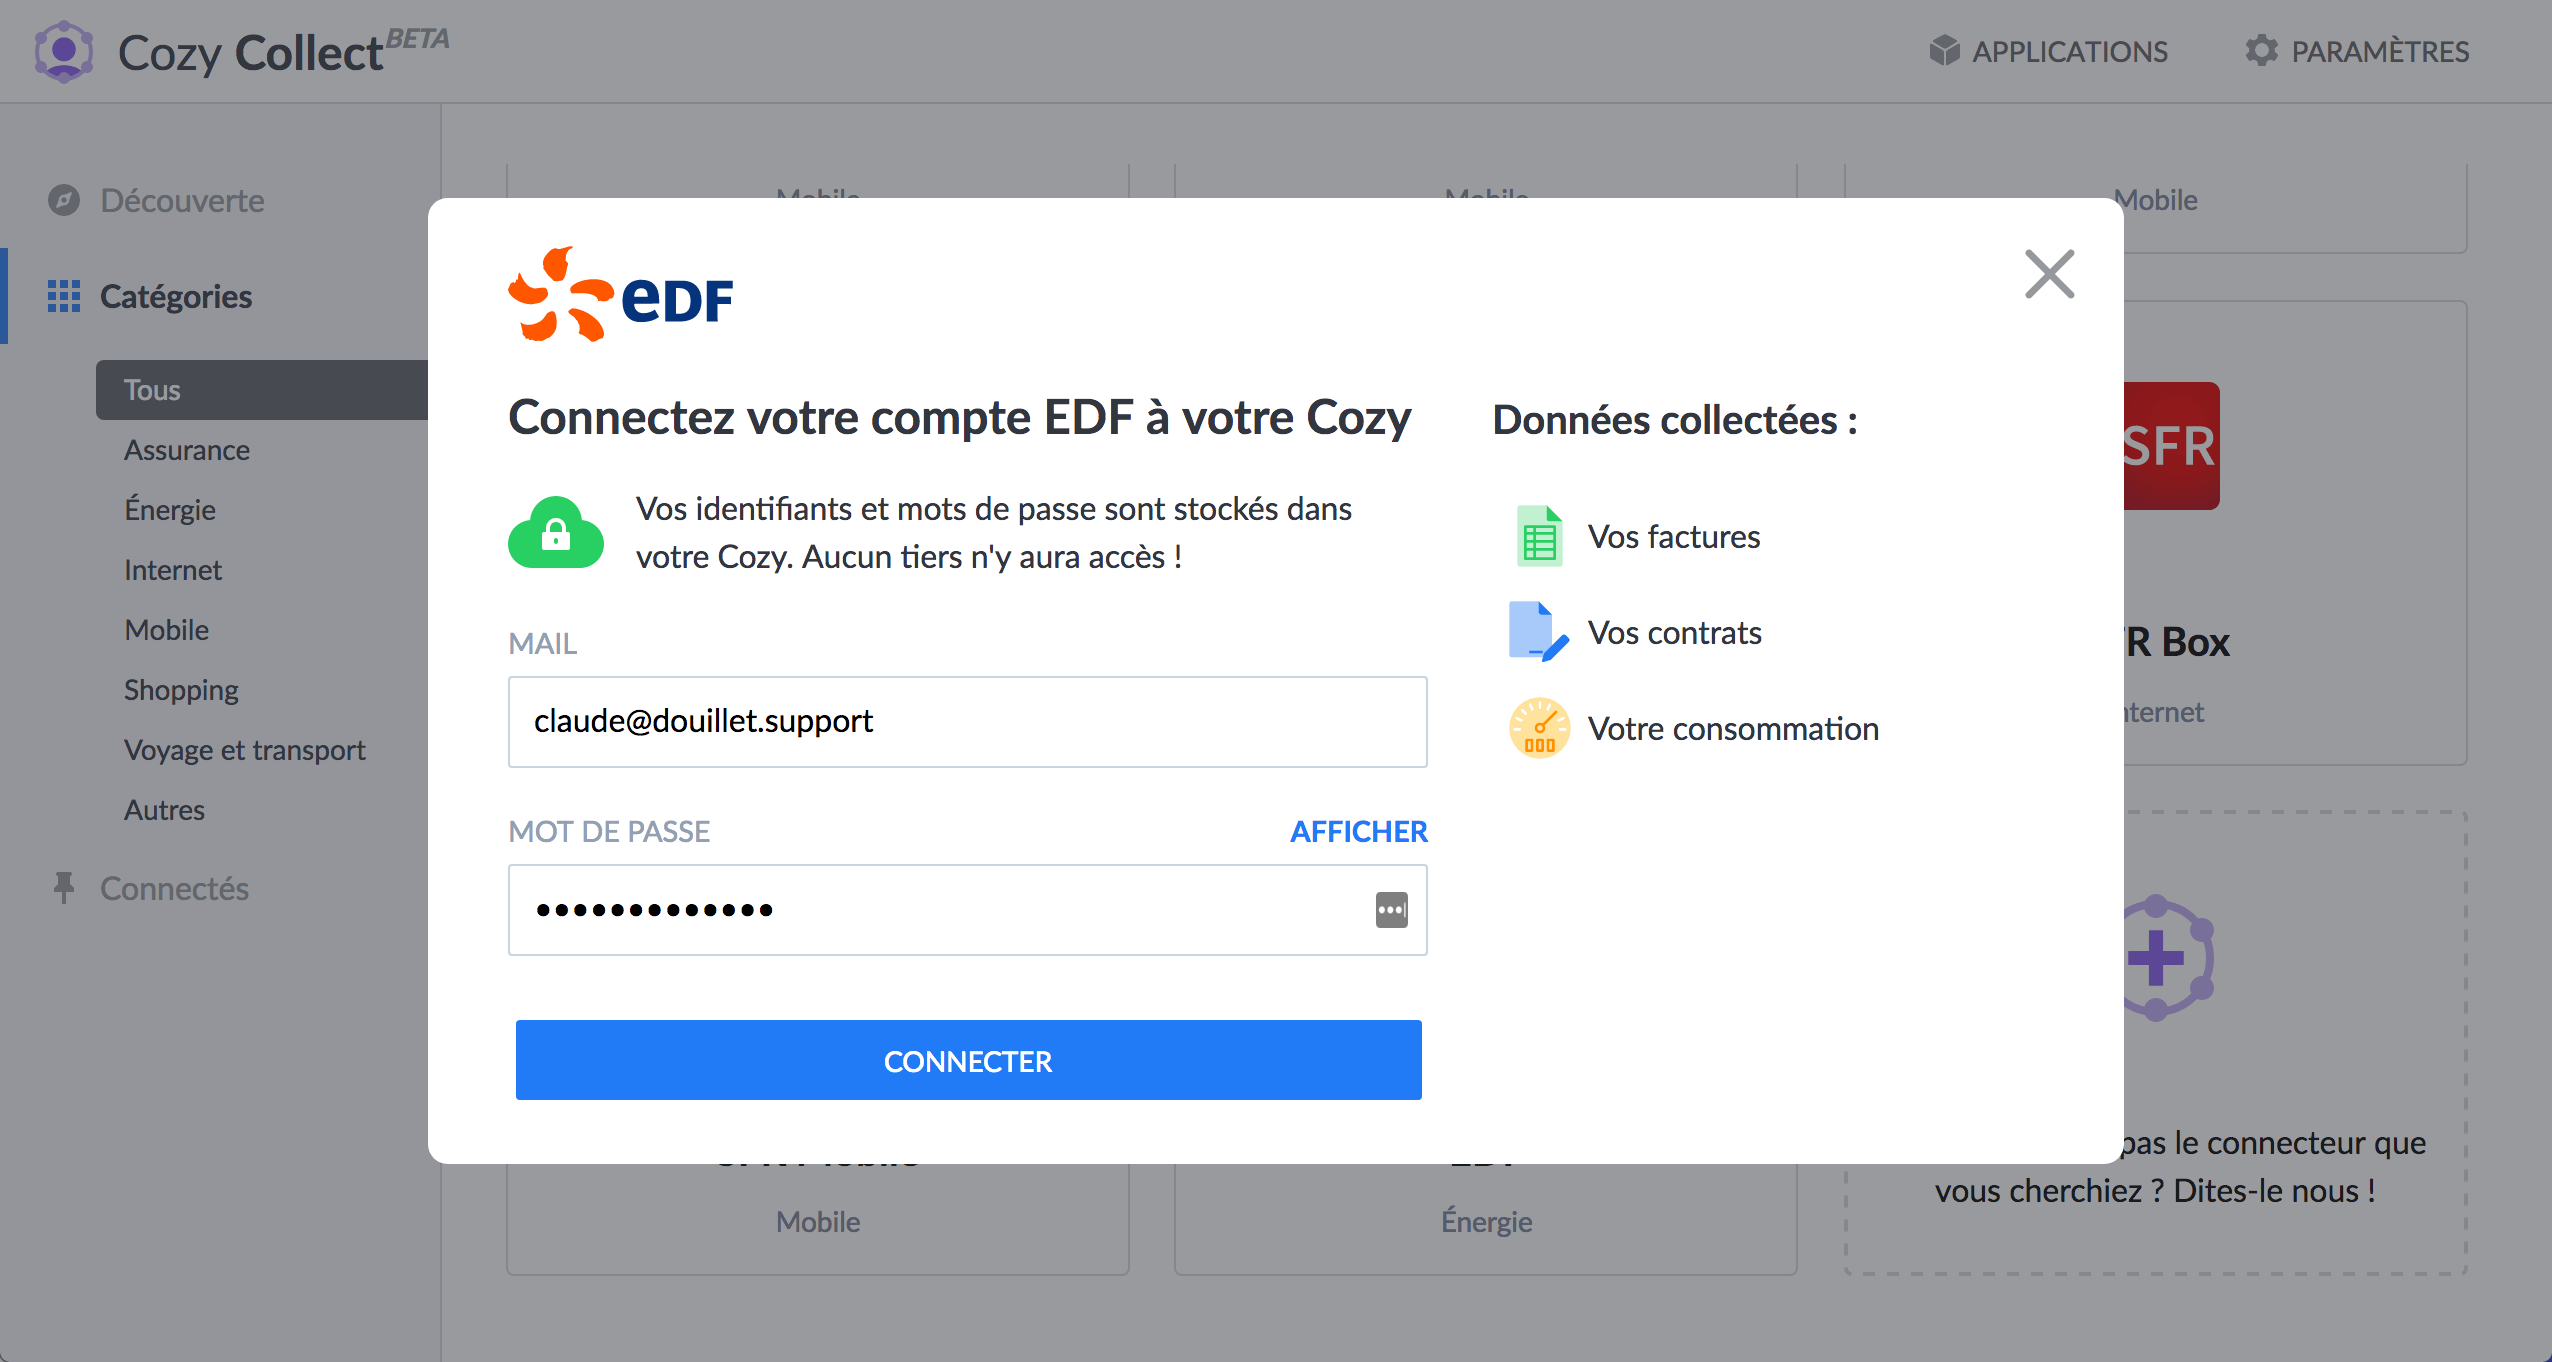 Cozy Collect BETA
APPLICATIONS
PARAMÈTRES
Découverte
Catégories
Tous
Assurance
Énergie
Internet
Mobile
Shopping
Voyage et transport
Autres
Connectés
Mobile
Mobile
Mobile
eDF
Connectez votre compte EDF à votre Cozy
Vos identifiants et mots de passe sont stockés dans
votre Cozy. Aucun tiers n'y aura accès !
MAIL
claude@douillet.support
MOT DE PASSE
AFFICHER
•••••••••••••
CONNECTER
Données collectées :
Vos factures
Vos contrats
Votre consommation
SFR
R Box
nternet
Mobile
EDF
Énergie
pas le connecteur que
vous cherchiez ? Dites-le nous !